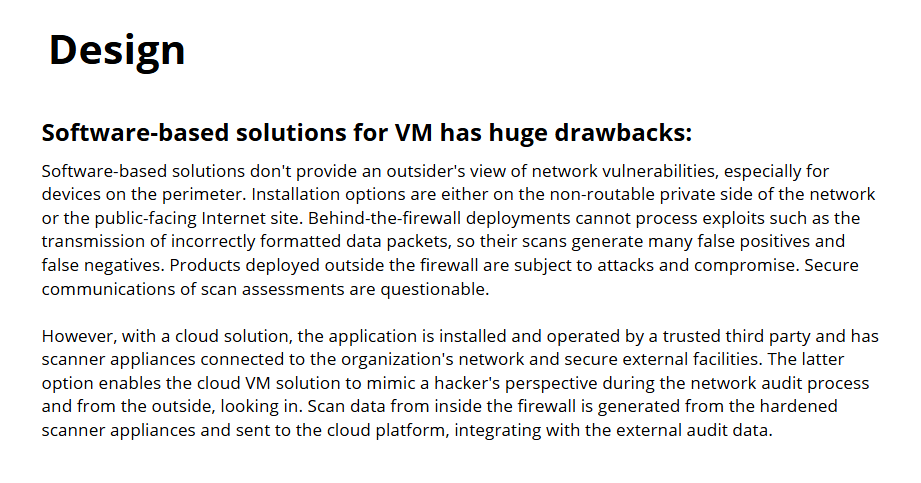 Design
Software-based solutions for VM has huge drawbacks:
Software-based solutions don't provide an outsider's view of network vulnerabilities, especially for
devices on the perimeter. Installation options are either on the non-routable private side of the network
or the public-facing Internet site. Behind-the-firewall deployments cannot process exploits such as the
transmission of incorrectly formatted data packets, so their scans generate many false positives and
false negatives. Products deployed outside the firewall are subject to attacks and compromise. Secure
communications of scan assessments are questionable.
However, with a cloud solution, the application is installed and operated by a trusted third party and has
scanner appliances connected to the organization's network and secure external facilities. The latter
option enables the cloud VM solution to mimic a hacker's perspective during the network audit process
and from the outside, looking in. Scan data from inside the firewall is generated from the hardened
scanner appliances and sent to the cloud platform, integrating with the external audit data.